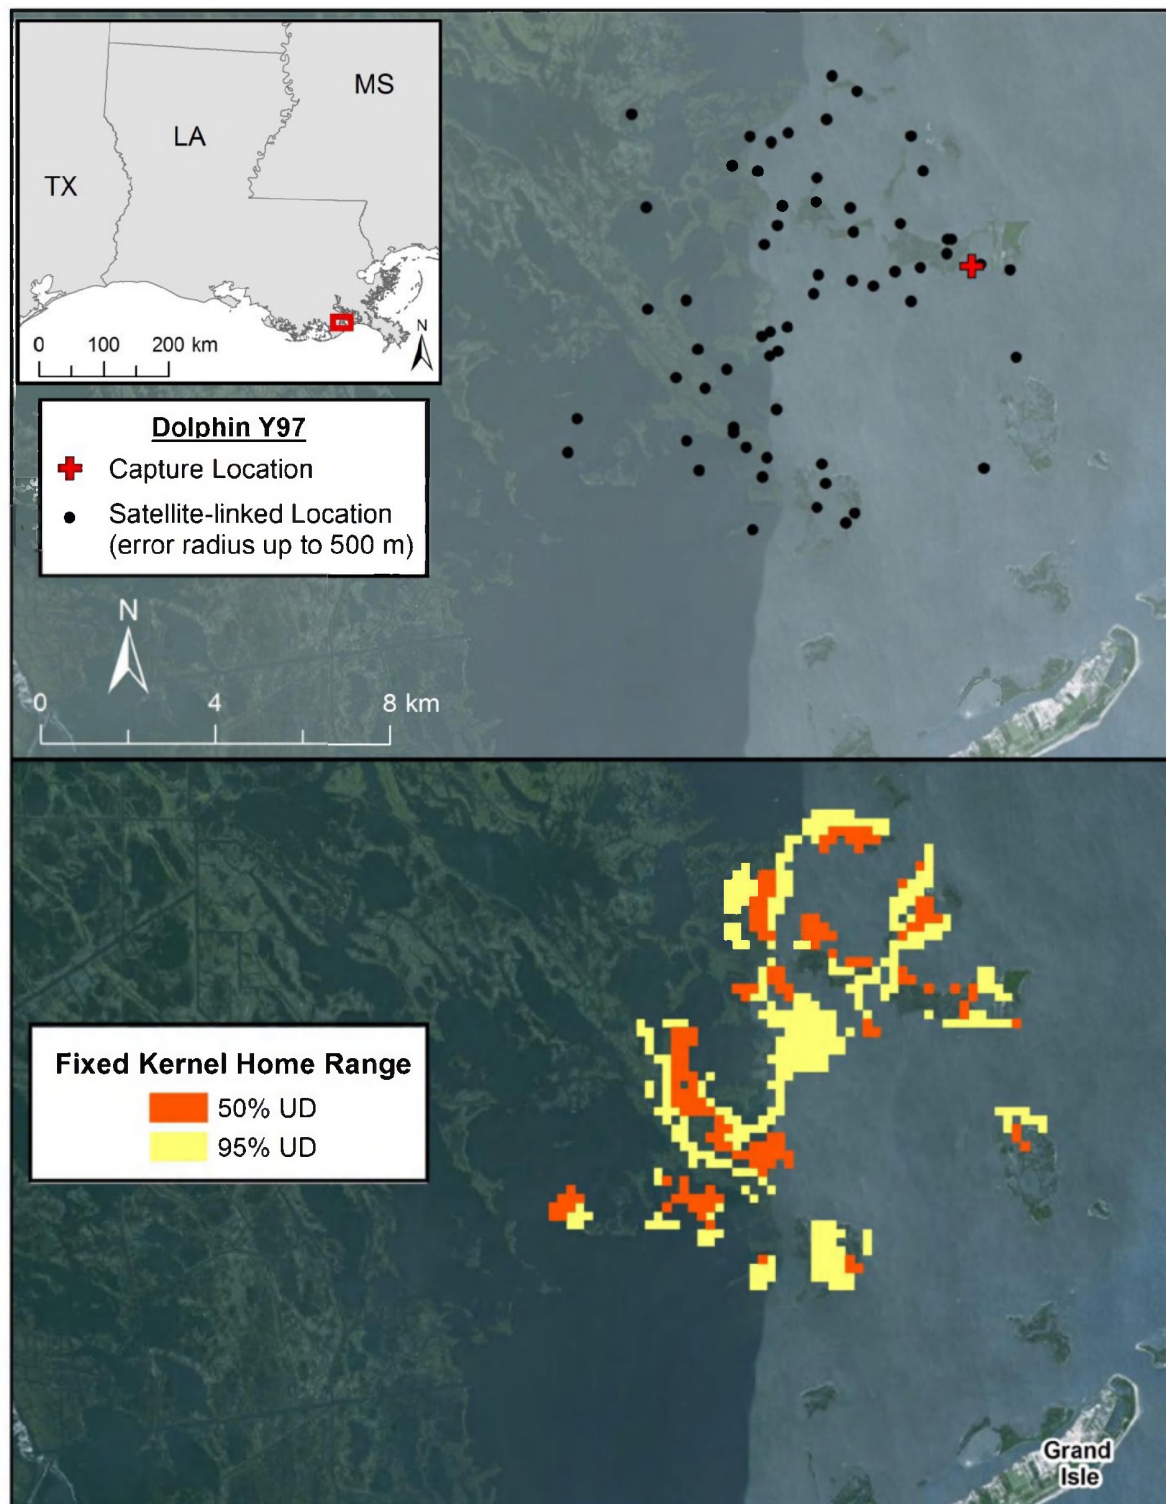 MS
LA
TX
N
0 100 200 km
Dolphin Y97
Capture Location
Satellite-linked Location
(error radius up to 500 m)
N
0 4 8 km
Fixed Kernel Home Range
50% UD
95% UD
Grand
Isle